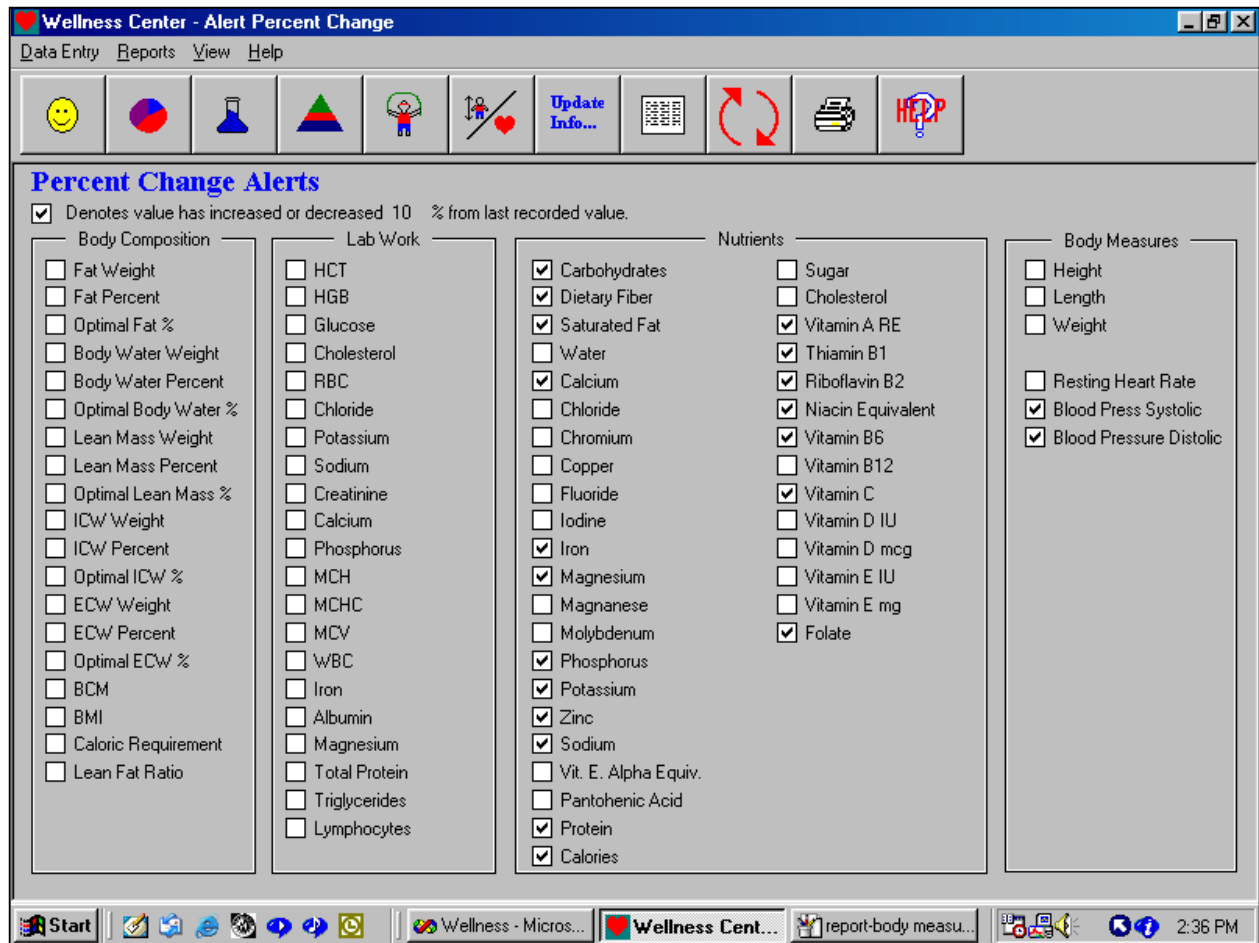 Wellness Center - Alert Percent Change
Data Entry Reports View Help
Update
Info...
HELP
Percent Change Alerts
Denotes value has increased or decreased 10 % from last recorded value.
Body Composition
Fat Weight
Fat Percent
Optimal Fat %
Body Water Weight
Body Water Percent
Optimal Body Water %
Lean Mass Weight
Lean Mass Percent
Optimal Lean Mass %
ICW Weight
ICW Percent
Optimal ICW %
ECW Weight
ECW Percent
Optimal ECW %
BCM
BMI
Caloric Requirement
Lean Fat Ratio
Lab Work
HCT
HGB
Glucose
Cholesterol
RBC
Chloride
Potassium
Sodium
Creatinine
Calcium
Phosphorus
MCH
MCHC
MCV
WBC
Iron
Albumin
Magnesium
Total Protein
Triglycerides
Lymphocytes
Nutrients
Carbohydrates
Dietary Fiber
Saturated Fat
Water
Calcium
Chloride
Chromium
Copper
Fluoride
Iodine
Iron
Magnesium
Magnanese
Molybdenum
Phosphorus
Potassium
Zinc
Sodium
Vit. E. Alpha Equiv.
Pantohenic Acid
Protein
Calories
Sugar
Cholesterol
Vitamin A RE
Thiamin B1
Riboflavin B2
Niacin Equivalent
Vitamin B6
Vitamin B12
Vitamin C
Vitamin D IU
Vitamin D mcg
Vitamin E IU
Vitamin E mg
Folate
Body Measures
Height
Length
Weight
Resting Heart Rate
Blood Press Systolic
Blood Pressure Distolic
Start
Wellness - Micros...
Wellness Cent...
report-body measu...
2:36 PM